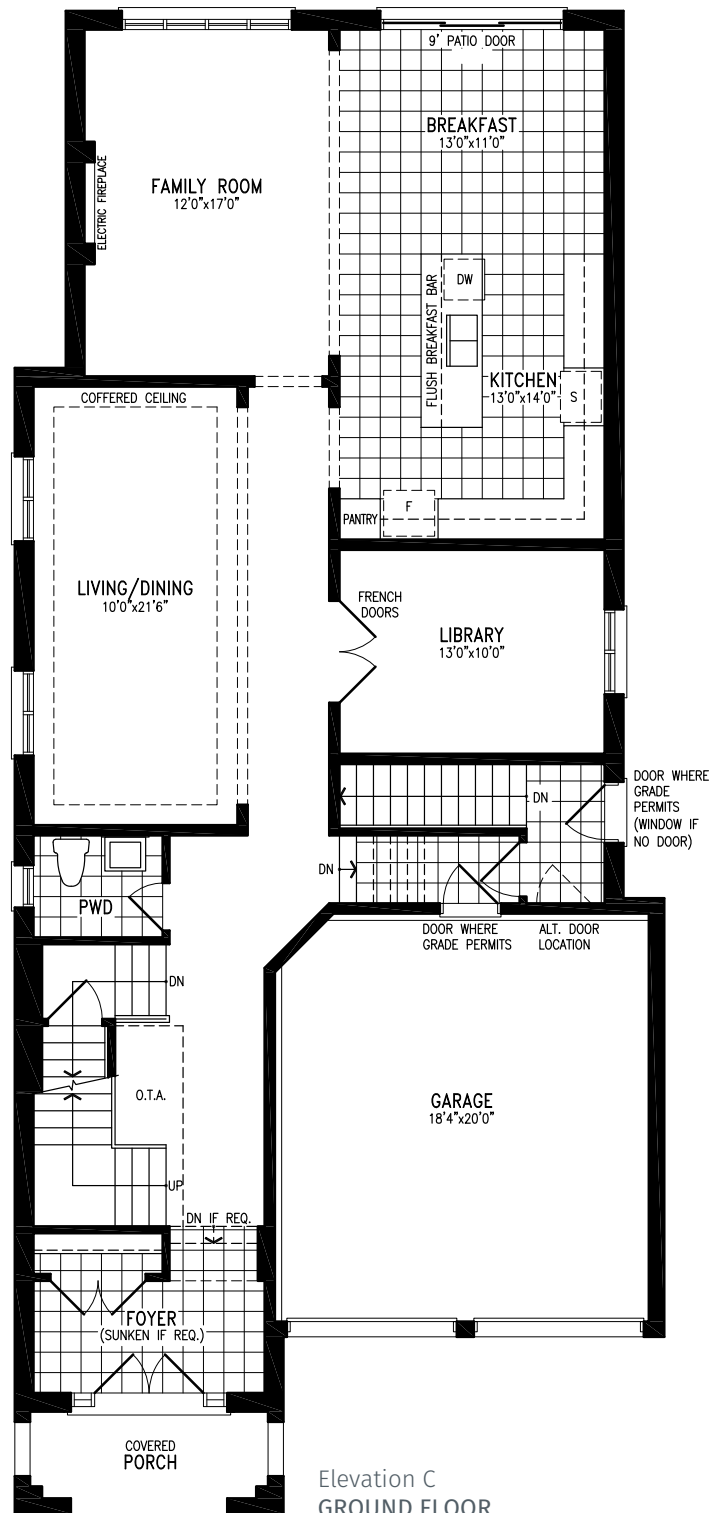 9' PATIO DOOR
BREAKFAST
13'0"x11'0"
FAMILY ROOM
12'0"x17'0"
ELECTRIC FIREPLACE
DW
FLUSH BREAKFAST BAR
KITCHEN
13'0"x14'0"
S
COFFERED CEILING
F
PANTRY
LIVING/DINING
10'0"x21'6"
FRENCH
DOORS
LIBRARY
13'0"x10'0"
DN
DOOR WHERE
GRADE
PERMITS
(WINDOW IF
NO DOOR)
DN
PWD
DOOR WHERE
GRADE PERMITS
ALT. DOOR
LOCATION
DN
O.T.A.
GARAGE
18'4"x20'0"
UP
DN IF REQ.
FOYER
(SUNKEN IF REQ.)
COVERED
PORCH
Elevation C
GROUND FLOOR